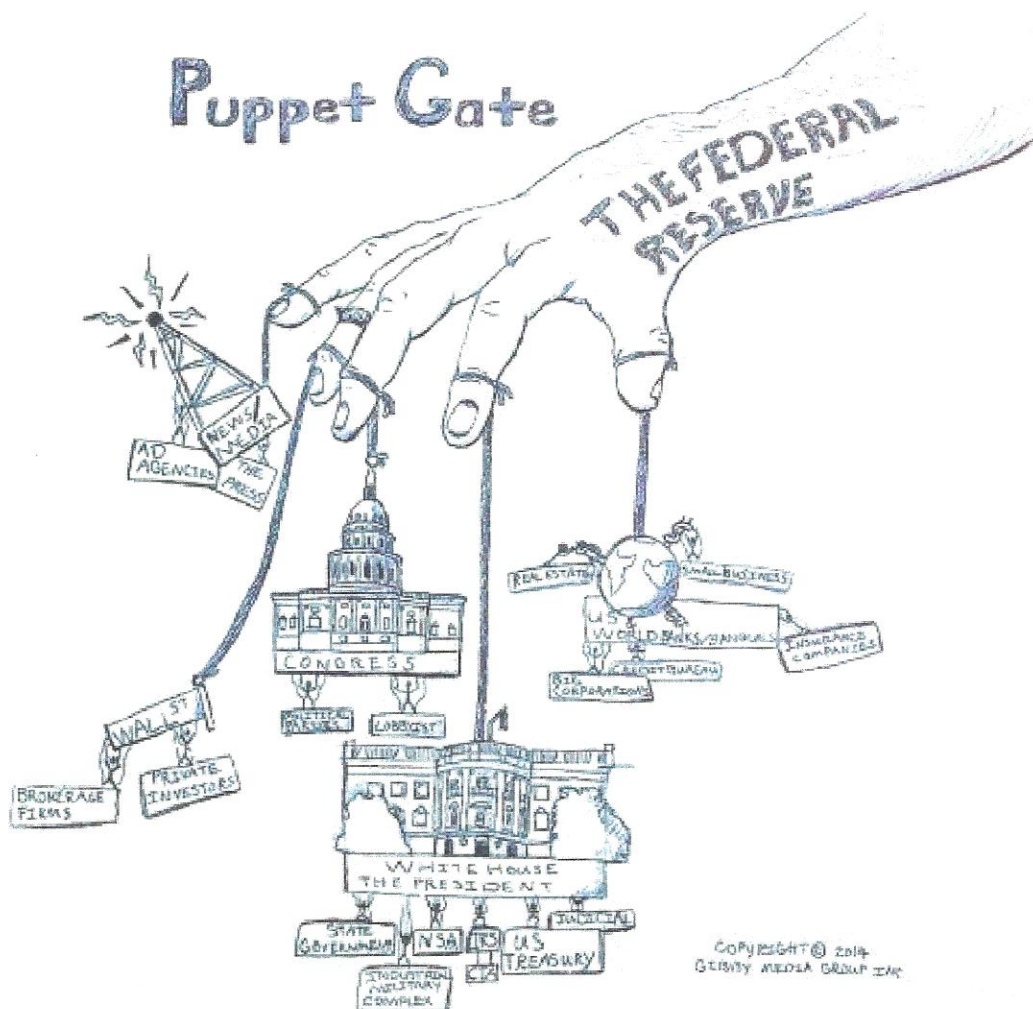 Puppet Gate
THE FEDERAL
RESERVE
NEWS/
MEDIA
AD
AGENCIES
THE
PRESS
REAL ESTATE
SMALL BUSINESS
US
WORLD BANKS/
INSURANCE
COMPANIES
CREDIT BUREAU
BIG
CORPORATIONS
CONGRESS
POLITICAL
PARTIES
LOBBYIST
WALL ST
BROKERAGE
FIRMS
PRIVATE
INVESTORS
WHITE HOUSE
THE PRESIDENT
STATE
GOVERNMENT
NSA
IRS
CIA
US
TREASURY
JUDICIAL
INDUSTRIAL
MILITARY
COMPLEX
COPYRIGHT © 2014
MEDIA GROUP INC